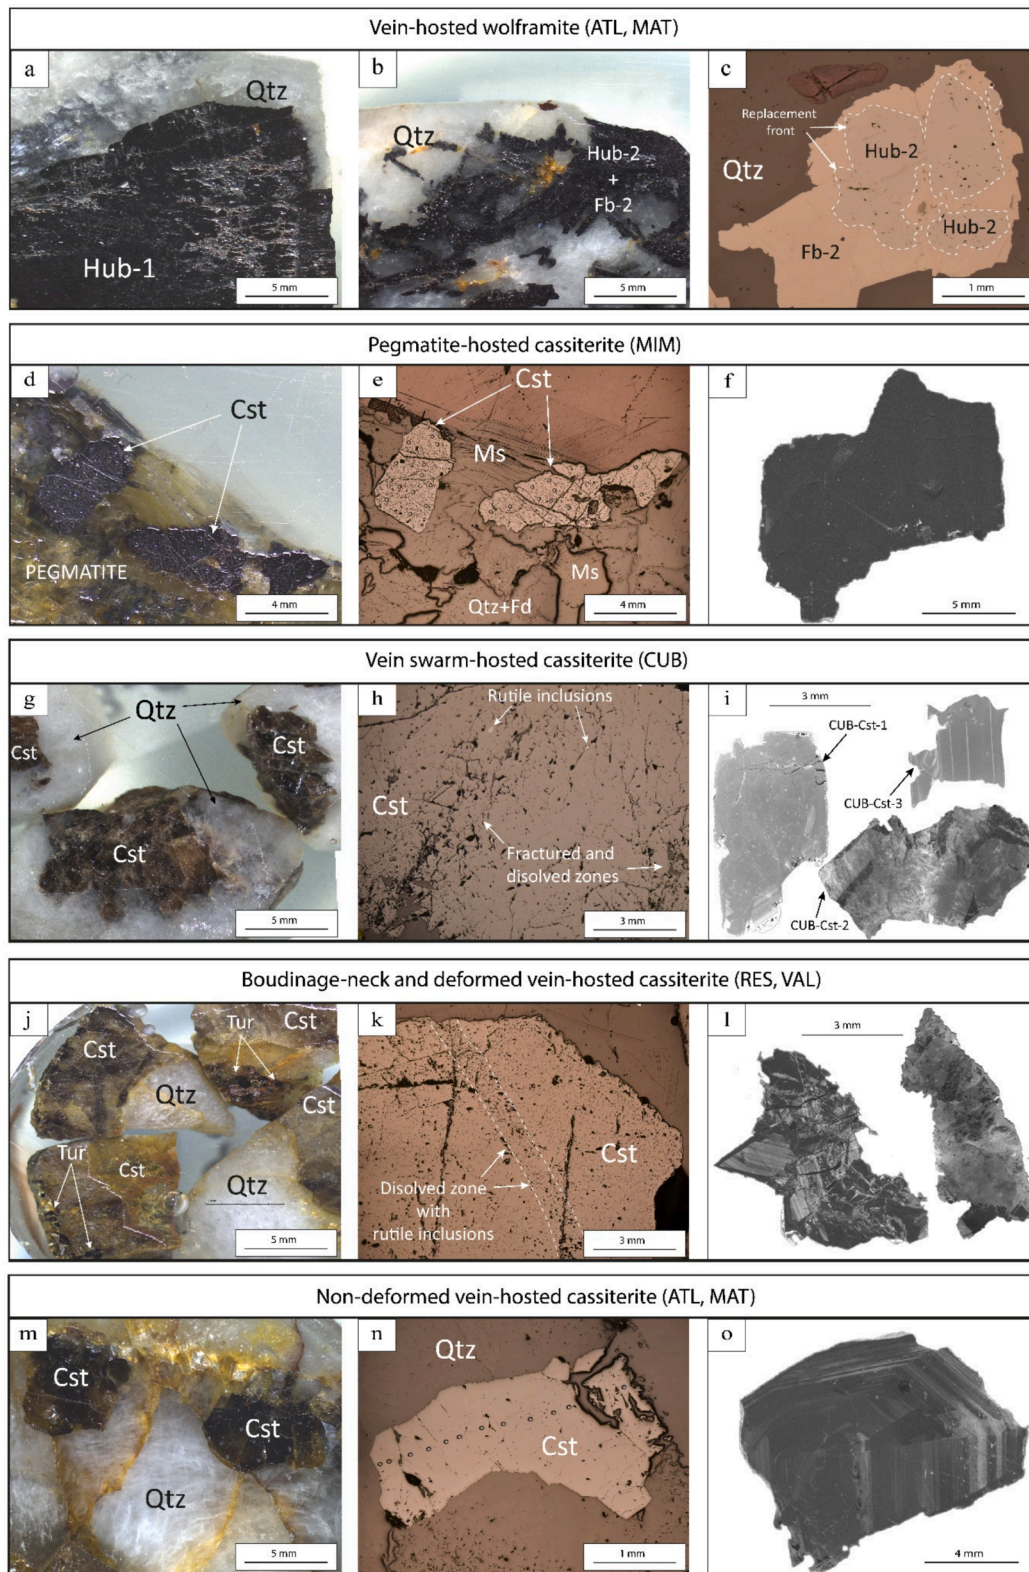 Vein-hosted wolframite (ATL, MAT)
a
Qtz
Hub-1
5 mm
b
Qtz
Hub-2
+
Fb-2
5 mm
c
Replacement
front
Hub-2
Qtz
Hub-2
Fb-2
1 mm
Pegmatite-hosted cassiterite (MIM)
d
Cst
PEGMATITE
4 mm
e
Cst
Ms
Ms
Qtz+Fd
4 mm
f
5 mm
Vein swarm-hosted cassiterite (CUB)
g
Qtz
Cst
Cst
Cst
5 mm
h
Rutile inclusions
Cst
Fractured and
disolved zones
3 mm
i
3 mm
CUB-Cst-1
CUB-Cst-3
CUB-Cst-2
Boudinage-neck and deformed vein-hosted cassiterite (RES, VAL)
j
Cst
Tur
Cst
Qtz
Cst
Tur
Cst
Qtz
5 mm
k
Cst
Disolved zone
with
rutile inclusions
3 mm
l
3 mm
Non-deformed vein-hosted cassiterite (ATL, MAT)
m
Cst
Cst
Qtz
5 mm
n
Qtz
Cst
1 mm
o
4 mm